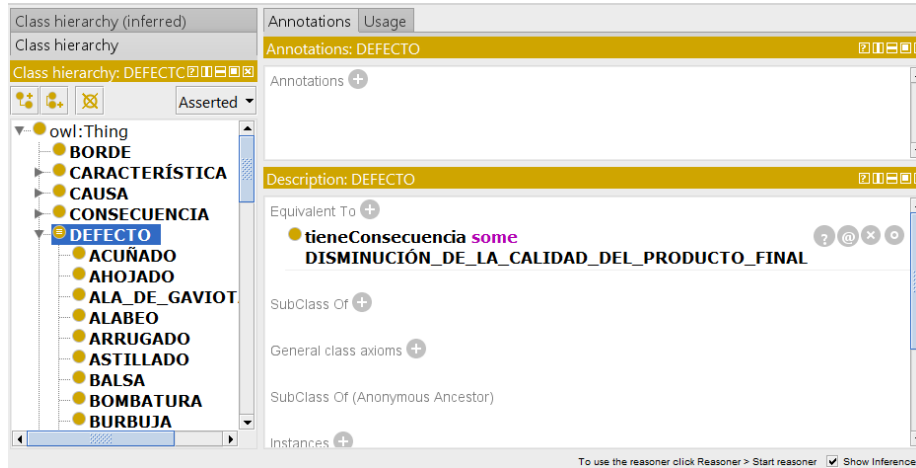 Class hierarchy (inferred)
Class hierarchy
Class hierarchy: DEFECTO
Asserted
owl:Thing
BORDE
CARACTERÍSTICA
CAUSA
CONSECUENCIA
DEFECTO
ACUÑADO
AHOJADO
ALA_DE_GAVIOT
ALABEO
ARRUGADO
ASTILLADO
BALSA
BOMBATURA
BURBUJA
Annotations Usage
Annotations: DEFECTO
Annotations
Description: DEFECTO
Equivalent To
tieneConsecuencia some
DISMINUCIÓN_DE_LA_CALIDAD_DEL_PRODUCTO_FINAL
SubClass Of
General class axioms
SubClass Of (Anonymous Ancestor)
Instances
To use the reasoner click Reasoner > Start reasoner Show Inference